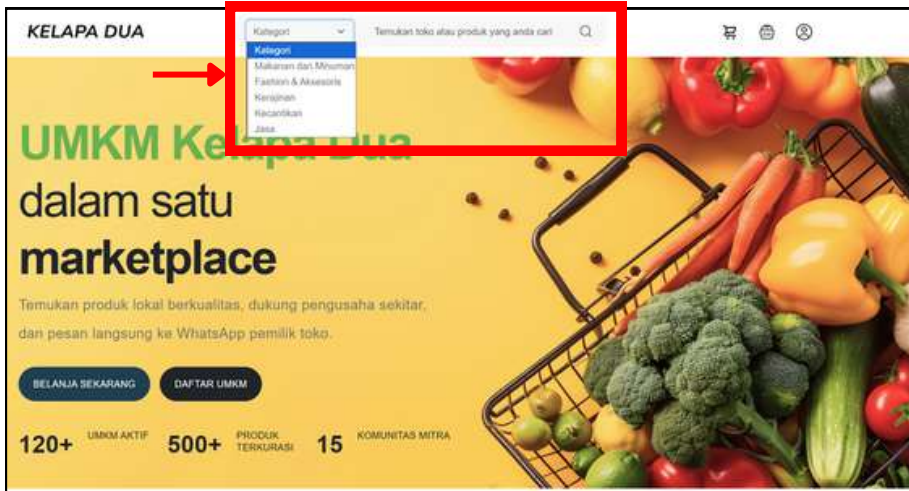 KELAPA DUA
Kategori
Temukan toko atau produk yang anda cari
Kategori
Makanan dan Minuman
Fashion & Aksesoris
Kerajinan
Kecantikan
Jasa
UMKM Kelapa Dua
dalam satu
marketplace
Temukan produk lokal berkualitas, dukung pengusaha sekitar,
dan pesan langsung ke WhatsApp pemilik toko.
BELANJA SEKARANG
DAFTAR UMKM
120+ UMKM AKTIF
500+ PRODUK TERKURASI
15 KOMUNITAS MITRA